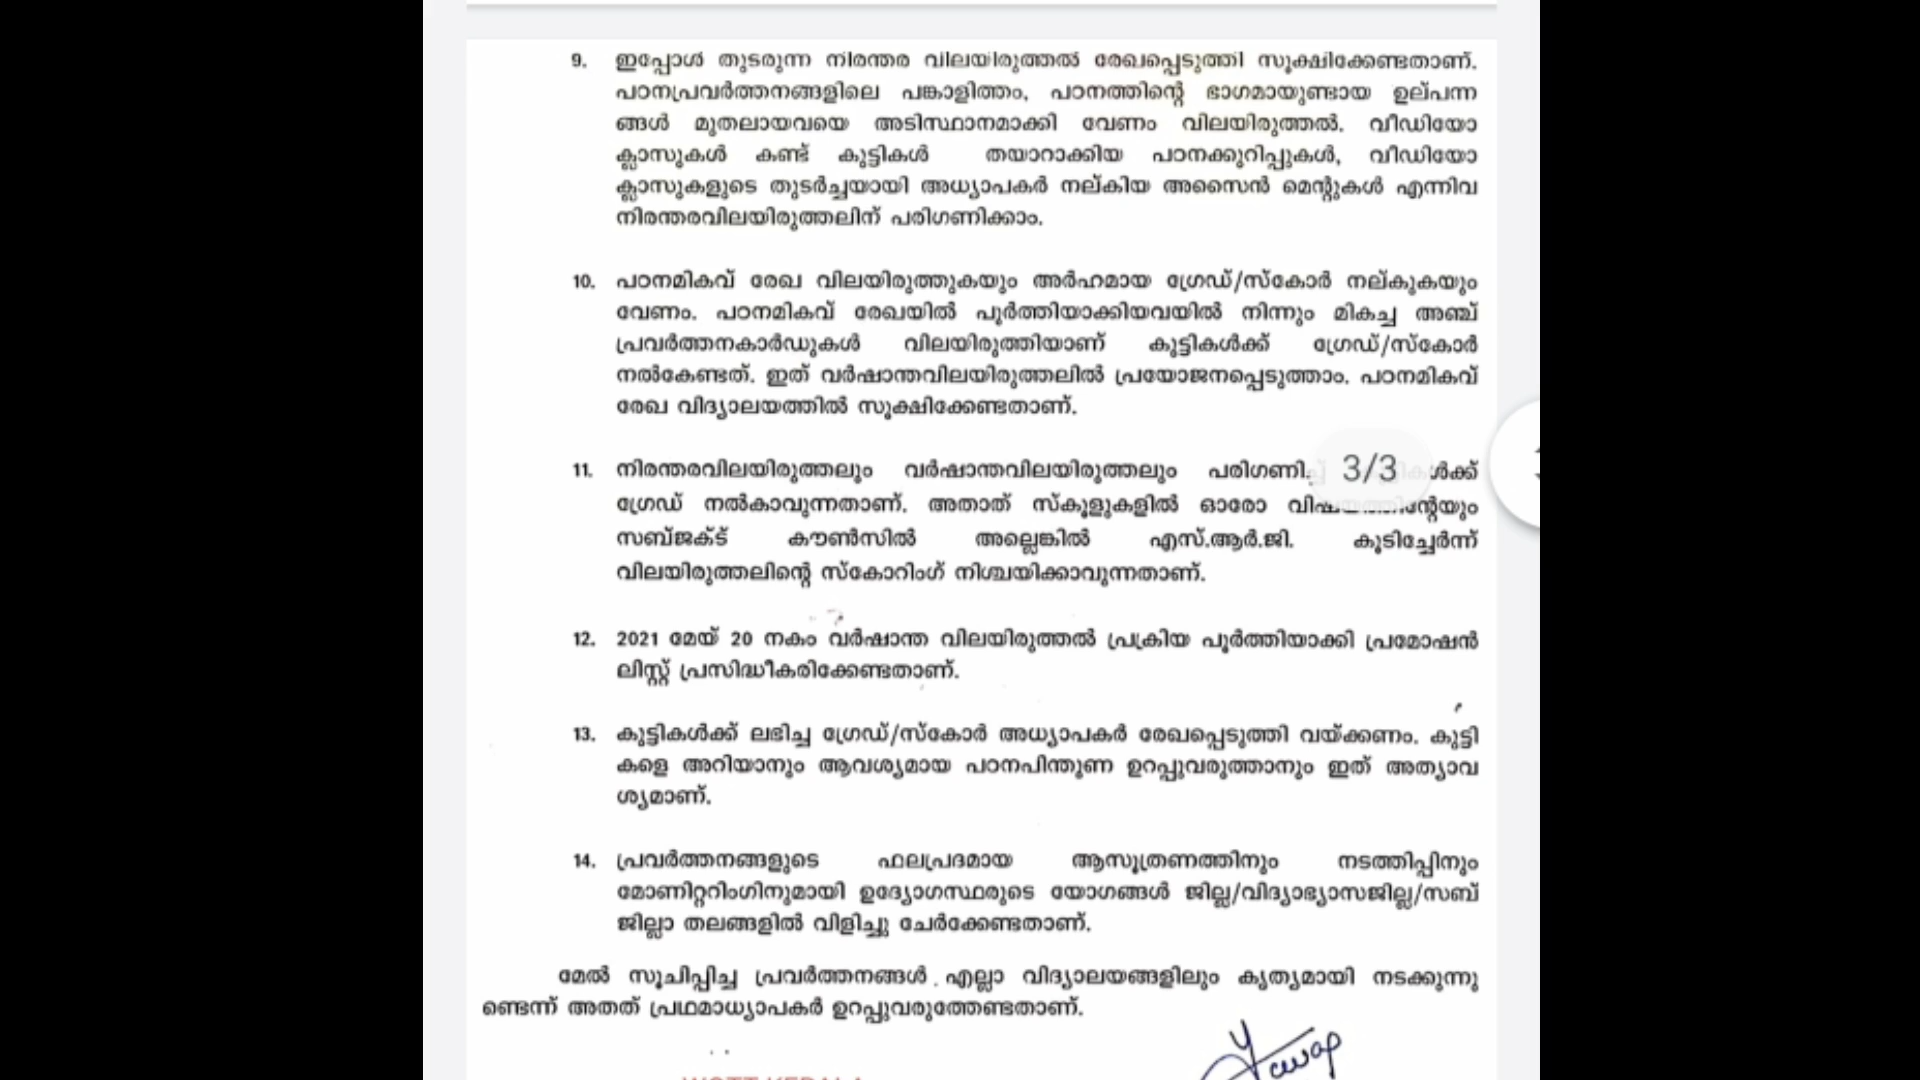 9. ഇപ്പോൾ തുടരുന്ന നിരന്തര വിലയിരുത്തൽ രേഖപ്പെടുത്തി സൂക്ഷിക്കേണ്ടതാണ്.
പഠനപ്രവർത്തനങ്ങളിലെ പങ്കാളിത്തം, പഠനത്തിന്റെ ഭാഗമായുണ്ടായ ഉല്പന്ന
ങ്ങൾ മുതലായവയെ അടിസ്ഥാനമാക്കി വേണം വിലയിരുത്തൽ. വീഡിയോ
ക്ലാസുകൾ കണ്ട് കുട്ടികൾ തയാറാക്കിയ പഠനക്കുറിപ്പുകൾ, വീഡിയോ
ക്ലാസുകളുടെ തുടർച്ചയായി അധ്യാപകർ നല്കിയ അസൈൻ മെന്റുകൾ എന്നിവ
നിരന്തരവിലയിരുത്തലിന് പരിഗണിക്കാം.
10. പഠനമികവ് രേഖ വിലയിരുത്തുകയും അർഹമായ ഗ്രേഡ്/സ്കോർ നല്കുകയും
വേണം. പഠനമികവ് രേഖയിൽ പൂർത്തിയാക്കിയവയിൽ നിന്നും മികച്ച അഞ്ച്
പ്രവർത്തനകാർഡുകൾ വിലയിരുത്തിയാണ് കുട്ടികൾക്ക് ഗ്രേഡ്/സ്കോർ
നൽകേണ്ടത്. ഇത് വർഷാന്തവിലയിരുത്തലിൽ പ്രയോജനപ്പെടുത്താം. പഠനമികവ്
രേഖ വിദ്യാലയത്തിൽ സൂക്ഷിക്കേണ്ടതാണ്.
11. നിരന്തരവിലയിരുത്തലും വർഷാന്തവിലയിരുത്തലും 3/3
ഗ്രേഡ് നൽകാവുന്നതാണ്. അതാത് സ്കൂളുകളിൽ ഓരോ വിഷയത്തിന്റേയും
സബ്ജക്ട് കൗൺസിൽ അല്ലെങ്കിൽ എസ്.ആർ.ജി. കൂടിച്ചേർന്ന്
വിലയിരുത്തലിന്റെ സ്കോറിംഗ് നിശ്ചയിക്കാവുന്നതാണ്.
12. 2021 മേയ് 20 നകം വർഷാന്ത വിലയിരുത്തൽ പ്രക്രിയ പൂർത്തിയാക്കി പ്രമോഷൻ
ലിസ്റ്റ് പ്രസിദ്ധീകരിക്കേണ്ടതാണ്.
13. കുട്ടികൾക്ക് ലഭിച്ച ഗ്രേഡ്/സ്കോർ അധ്യാപകർ രേഖപ്പെടുത്തി വയ്ക്കണം. കുട്ടി
കളെ അറിയാനും ആവശ്യമായ പഠനപിന്തുണ ഉറപ്പുവരുത്താനും ഇത് അത്യാവ
ശ്യമാണ്.
14. പ്രവർത്തനങ്ങളുടെ ഫലപ്രദമായ ആസൂത്രണത്തിനും നടത്തിപ്പിനും
മോണിറ്ററിംഗിനുമായി ഉദ്യോഗസ്ഥരുടെ യോഗങ്ങൾ ജില്ല/വിദ്യാഭ്യാസജില്ല/സബ്
ജില്ലാ തലങ്ങളിൽ വിളിച്ചു ചേർക്കേണ്ടതാണ്.
മേൽ സൂചിപ്പിച്ച പ്രവർത്തനങ്ങൾ എല്ലാ വിദ്യാലയങ്ങളിലും കൃത്യമായി നടക്കുന്നു
ണ്ടെന്ന് അതത് പ്രഥമാധ്യാപകർ ഉറപ്പുവരുത്തേണ്ടതാണ്.